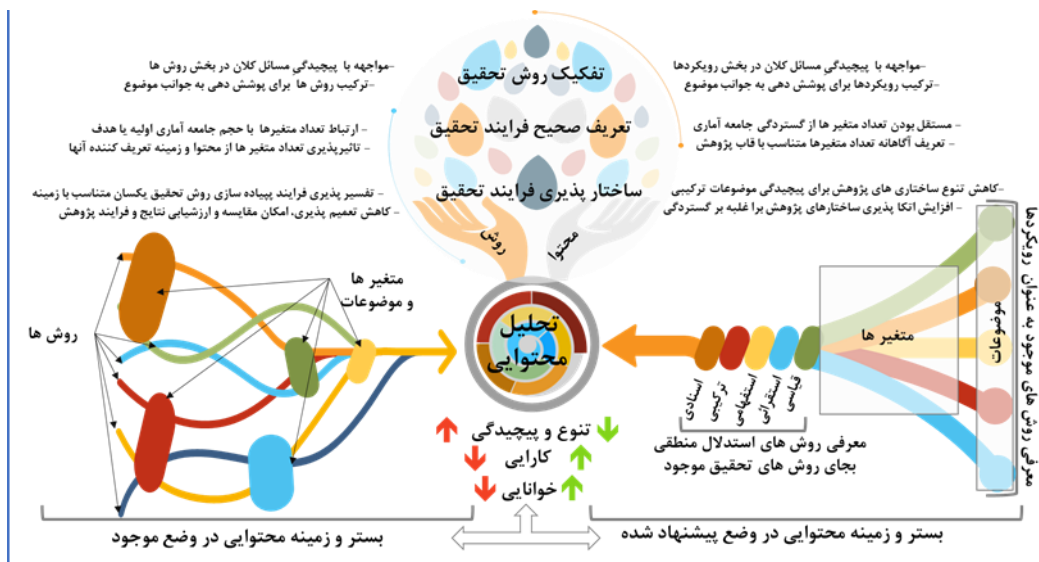 تفکیک روش تحقیق
تعریف صحیح فرایند تحقیق
ساختار پذیری فرایند تحقیق
روش
محتوا
–مواجهه با پیچیدگیِ مسائل کلان در بخش رویکردها
–ترکیب رویکردها برای پوشش دهی به جوانب موضوع
– مستقل بودن تعداد متغیر ها از گستردگی جامعه آماری
–تعریف آگاهانه تعداد متغیرها متناسب با قاب پژوهش
–کاهش تنوع ساختاری های پژوهش برای پیچیدگی موضوعات ترکیبی
– افزایش اتکا پذیری ساختارهای پژوهش برا غلبه بر گستردگی
–مواجهه با پیچیدگیِ مسائل کلان در بخش روش ها
–ترکیب روش ها برای پوشش دهی به جوانب موضوع
– ارتباط تعداد متغیرها با حجم جامعه آماری اولیه یا هدف
– تاثیرپذیری تعداد متغیر ها از محتوا و زمینه تعریف کننده آنها
– تفسیر پذیری فرایند پپیاده سازی روش تحقیق یکسان متناسب با زمینه
– کاهش تعمیم پذیری، امکان مقایسه و ارزشیابی نتایج و فرایند پژوهش
معرفی روش های موجود به عنوان رویکردها
موضوعات
متغیر ها
قیاسی
استقرائی
استفهامی
ترکیبی
اسنادی
معرفی روش های استدلال منطقی
بجای روش های تحقیق موجود
تحلیل
محتوایی
متغیر ها
و موضوعات
روش ها
تنوع و پیچیدگی
کارایی
خوانایی
بستر و زمینه محتوایی در وضع پیشنهاد شده
بستر و زمینه محتوایی در وضع موجود